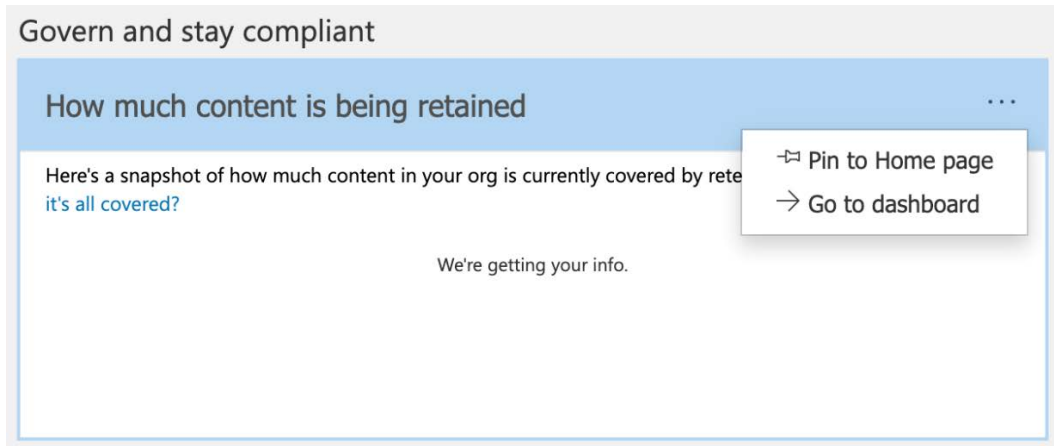 Govern and stay compliant
How much content is being retained
...
Pin to Home page
Here's a snapshot of how much content in your org is currently covered by
Go to dashboard
it's all covered?
We're getting your info.